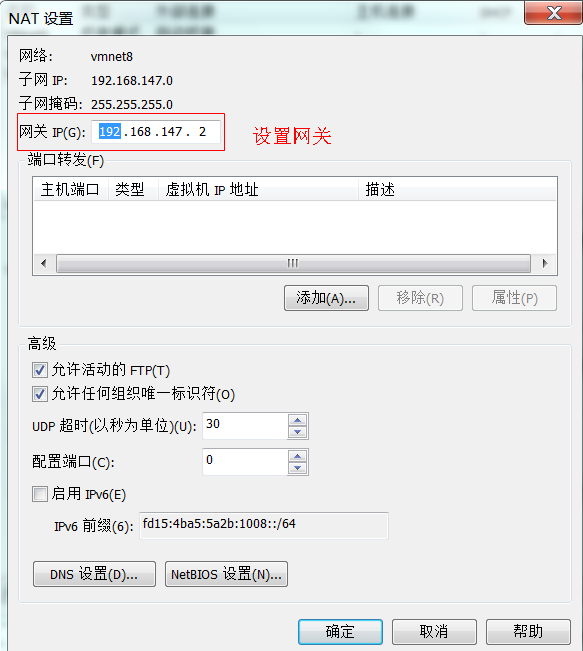 NAT 设置
网络: vmnet8
子网 IP: 192.168.147.0
子网掩码: 255.255.255.0
网关 IP(G): 192 .168 .147 . 2
设置网关
端口转发(F)
主机端口 类型 虚拟机 IP 地址 描述
添加(A)... 移除(R) 属性(P)
高级
允许活动的 FTP(T)
允许任何组织唯一标识符(O)
UDP 超时(以秒为单位)(U): 30
配置端口(C): 0
启用 IPv6(E)
IPv6 前缀(6): fd15:4ba5:5a2b:1008::/64
DNS 设置(D)... NetBIOS 设置(N)...
确定 取消 帮助